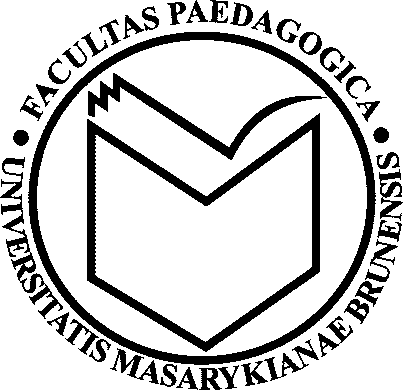 FACULTAS PAEDAGOGICA
UNIVERSITATIS MASARYKIANAE BRUNENSIS